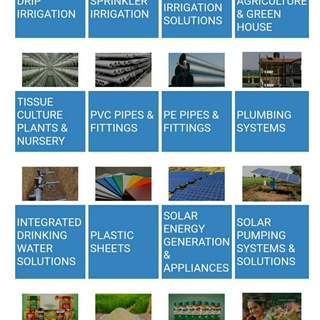 DRIP
IRRIGATION
SPRINKLER
IRRIGATION
IRRIGATION
SOLUTIONS
AGRICULTURE
& GREEN
HOUSE
TISSUE
CULTURE
PLANTS &
NURSERY
PVC PIPES &
FITTINGS
PE PIPES &
FITTINGS
PLUMBING
SYSTEMS
INTEGRATED
DRINKING
WATER
SOLUTIONS
PLASTIC
SHEETS
SOLAR
ENERGY
GENERATION
&
APPLIANCES
SOLAR
PUMPING
SYSTEMS &
SOLUTIONS